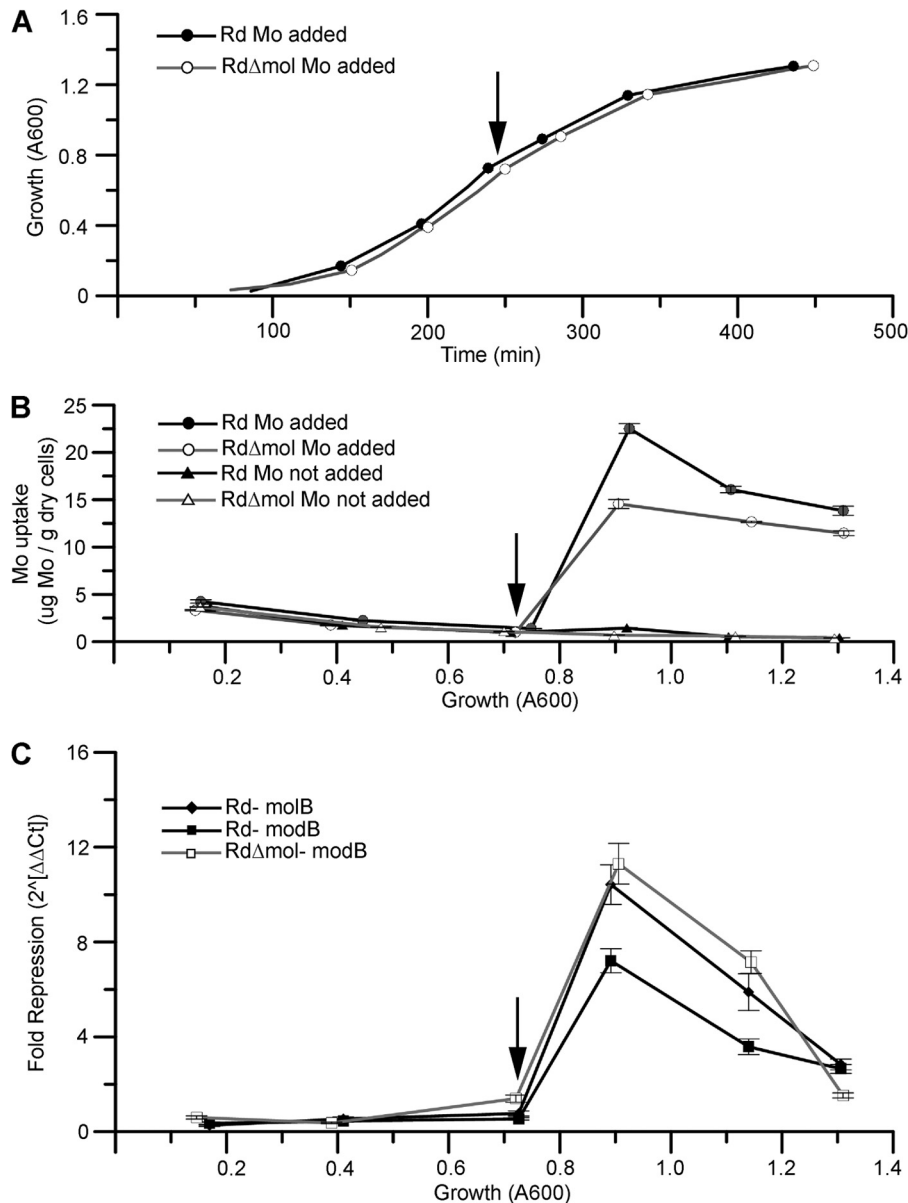 A
1.6
1.2
0.8
0.4
0
Growth (A600)
Rd Mo added
RdΔmol Mo added
100
200
300
400
500
Time (min)
B
25
20
15
10
5
0
Mo uptake
(ug Mo / g dry cells)
Rd Mo added
RdΔmol Mo added
Rd Mo not added
RdΔmol Mo not added
0.2
0.4
0.6
0.8
1.0
1.2
1.4
Growth (A600)
C
16
12
8
4
0
Fold Repression (2^[ΔΔCt])
Rd- molB
Rd- modB
RdΔmol- modB
0.2
0.4
0.6
0.8
1.0
1.2
1.4
Growth (A600)